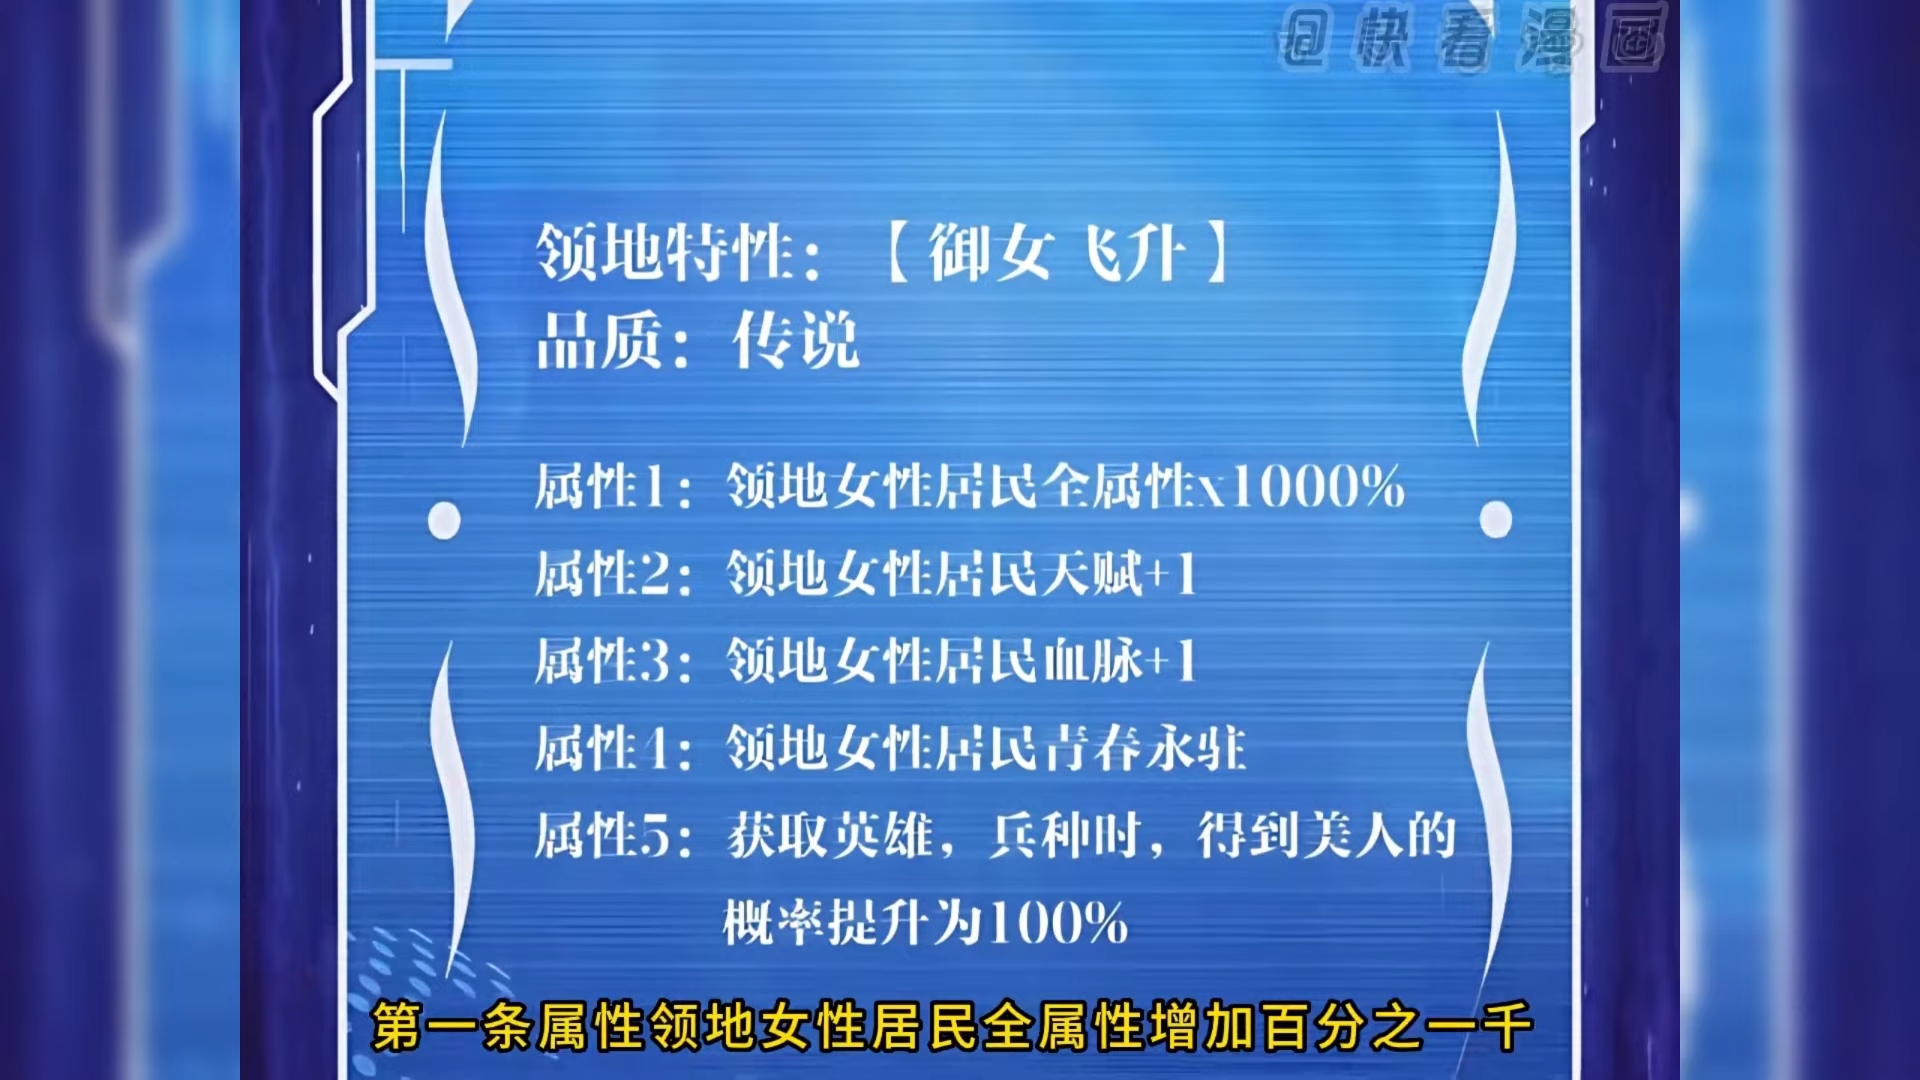 @快看漫画
领地特性：【御女飞升】
品质：传说
属性1：领地女性居民全属性x1000%
属性2：领地女性居民天赋+1
属性3：领地女性居民血脉+1
属性4：领地女性居民青春永驻
属性5：获取英雄，兵种时，得到美人的
概率提升为100%
第一条属性领地女性居民全属性增加百分之一千